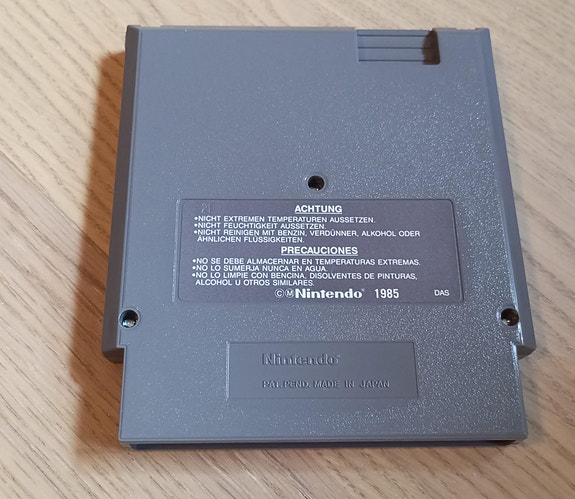 ACHTUNG
•NICHT EXTREMEN TEMPERATUREN AUSSETZEN.
•NICHT FEUCHTIGKEIT AUSSETZEN.
•NICHT REINIGEN MIT BENZIN, VERDÜNNER, ALKOHOL ODER
ÄHNLICHEN FLÜSSIGKEITEN.
PRECAUCIONES
•NO SE DEBE ALMACERNAR EN TEMPERATURAS EXTREMAS.
•NO LO SUMERJA NUNCA EN AGUA.
•NO LO LIMPIE CON BENCINA, DISOLVENTES DE PINTURAS,
ALCOHOL U OTROS SIMILARES.
©Ⓜ Nintendo® 1985 DAS
Nintendo®
PAT. PEND. MADE IN JAPAN